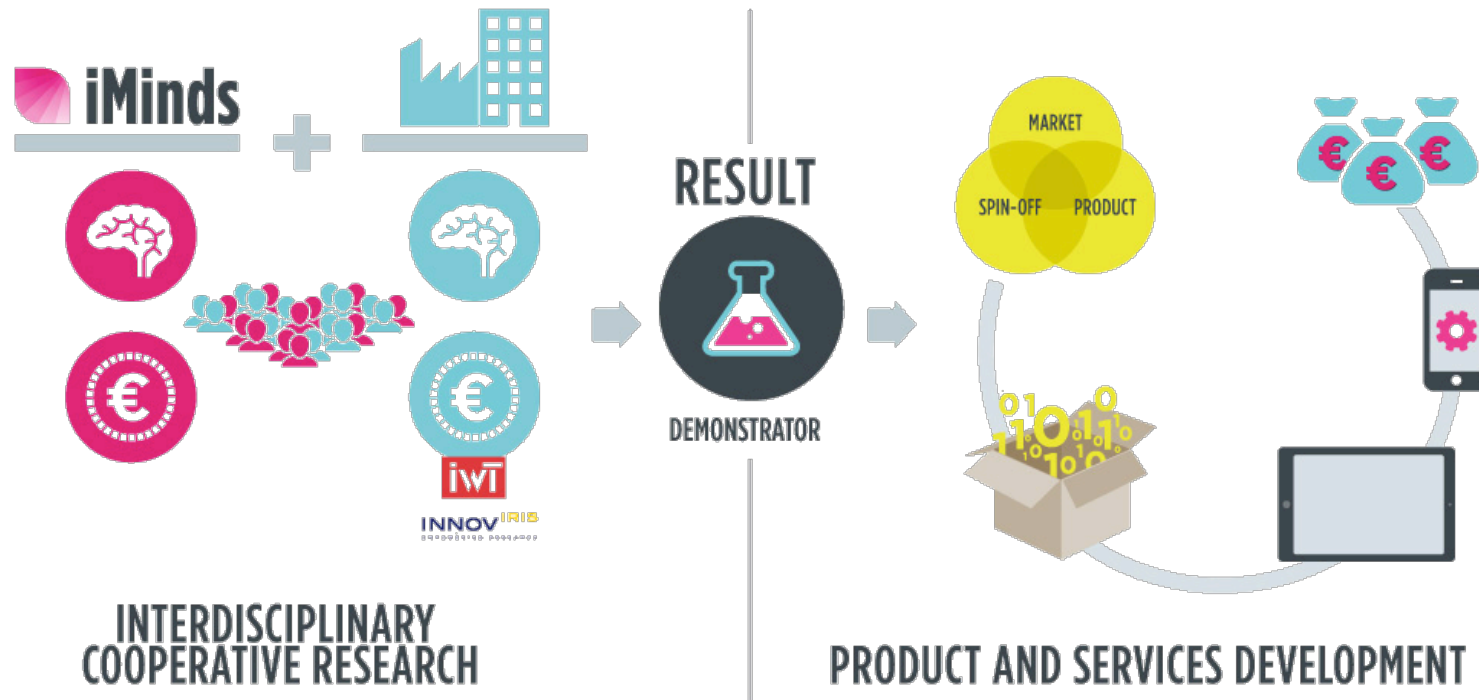 iMinds
€
€
iwT
INNOVIRIS
INTERDISCIPLINARY
COOPERATIVE RESEARCH
RESULT
DEMONSTRATOR
MARKET
SPIN-OFF PRODUCT
€ € €
PRODUCT AND SERVICES DEVELOPMENT